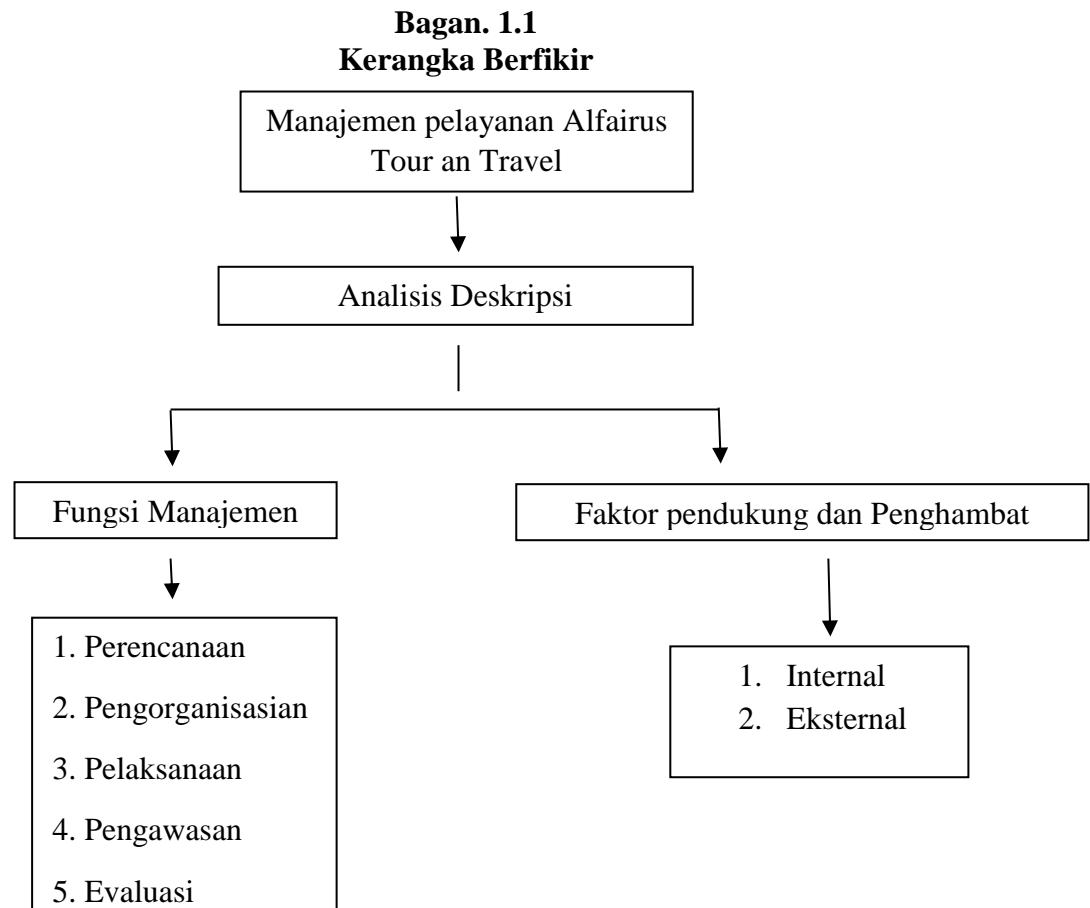 Bagan. 1.1
Kerangka Berfikir
Manajemen pelayanan Alfairus
Tour an Travel
Analisis Deskripsi
Fungsi Manajemen
Faktor pendukung dan Penghambat
1. Perencanaan
2. Pengorganisasian
3. Pelaksanaan
4. Pengawasan
5. Evaluasi
1. Internal
2. Eksternal